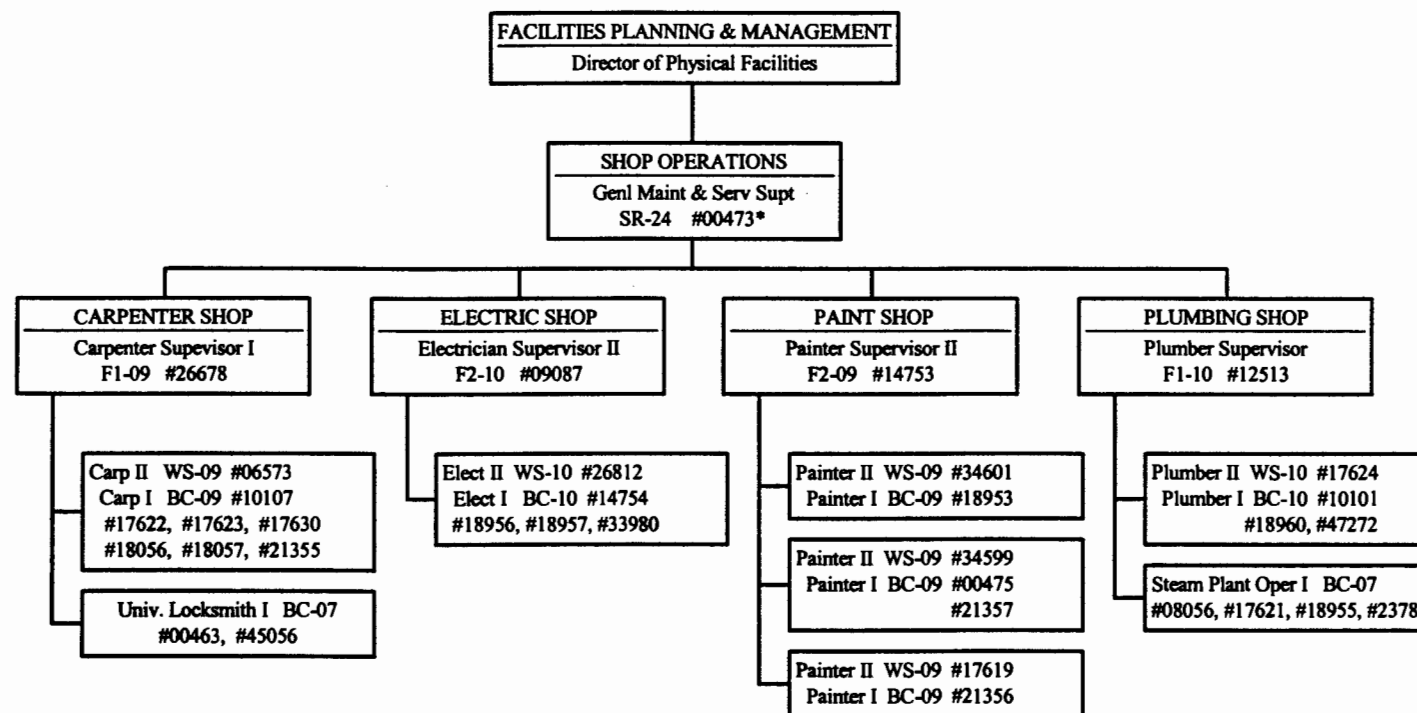 FACILITIES PLANNING & MANAGEMENT
Director of Physical Facilities
SHOP OPERATIONS
Genl Maint & Serv Supt
SR-24 #00473*
CARPENTER SHOP
Carpenter Supevisor I
F1-09 #26678
Carp II WS-09 #06573
Carp I BC-09 #10107
#17622, #17623, #17630
#18056, #18057, #21355
Univ. Locksmith I BC-07
#00463, #45056
ELECTRIC SHOP
Electrician Supervisor II
F2-10 #09087
Elect II WS-10 #26812
Elect I BC-10 #14754
#18956, #18957, #33980
PAINT SHOP
Painter Supervisor II
F2-09 #14753
Painter II WS-09 #34601
Painter I BC-09 #18953
Painter II WS-09 #34599
Painter I BC-09 #00475
#21357
Painter II WS-09 #17619
Painter I BC-09 #21356
PLUMBING SHOP
Plumber Supervisor
F1-10 #12513
Plumber II WS-10 #17624
Plumber I BC-10 #10101
#18960, #47272
Steam Plant Oper I BC-07
#08056, #17621, #18955,